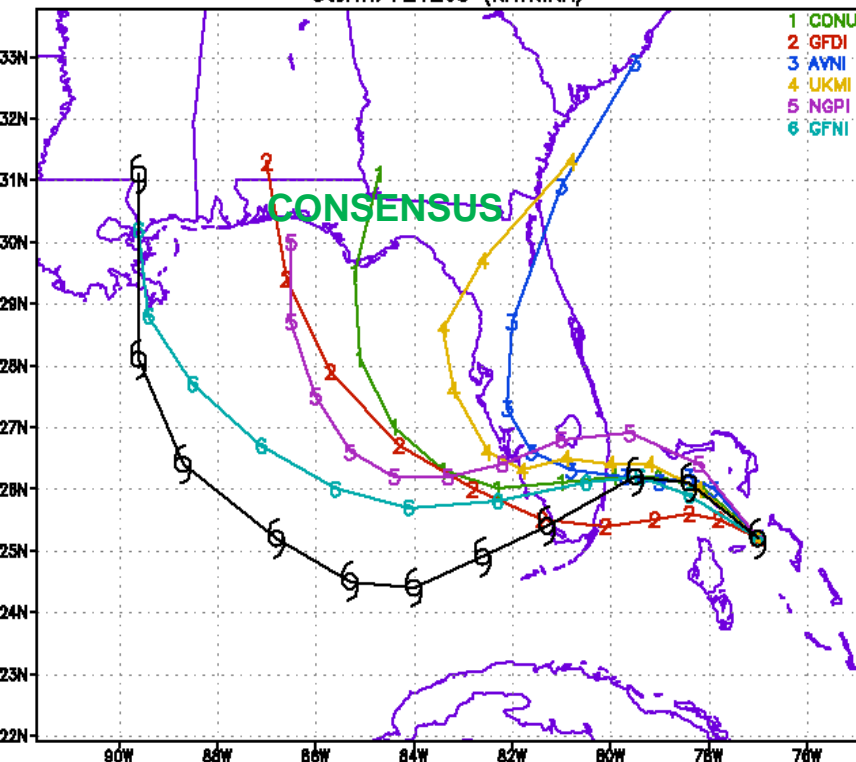 1 CONU
2 GFDI
3 AVNI
4 UKMI
5 NGPI
6 GFNI
33N
32N
31N
CONSENSUS
30N
29N
28N
27N
26N
25N
24N
23N
22N
90W 88W 86W 84W 82W 80W 78W 76W